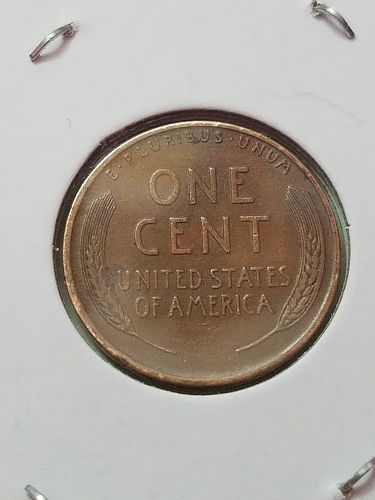 E·PLURIBUS·UNUM
ONE
CENT
UNITED STATES
OF AMERICA